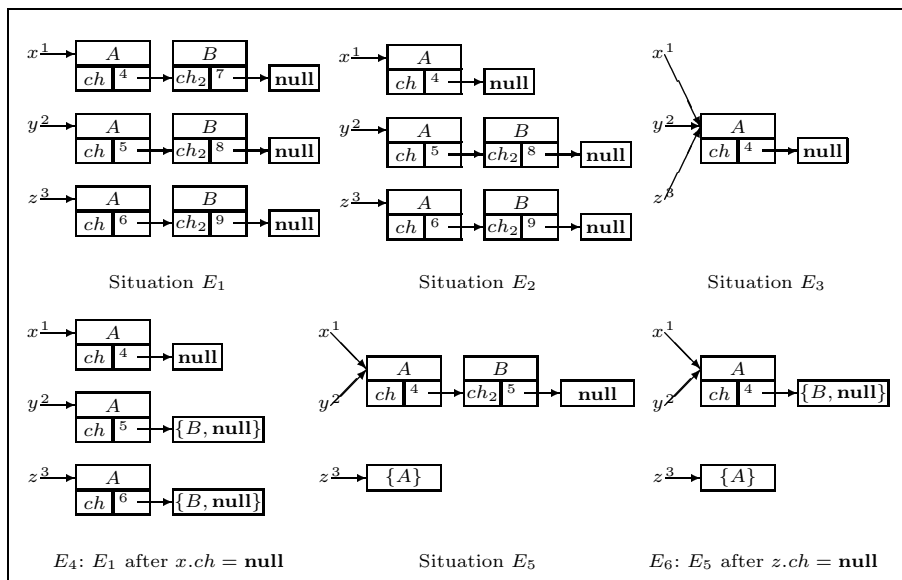 x 1 A
ch 4
B
ch2 7
null
y 2 A
ch 5
B
ch2 8
null
z 3 A
ch 6
B
ch2 9
null
Situation E1
x 1 A
ch 4
null
y 2 A
ch 5
B
ch2 8
null
z 3 A
ch 6
B
ch2 9
null
Situation E2
x 1
y 2
z 3
A
ch 4
null
Situation E3
x 1 A
ch 4
null
y 2 A
ch 5
{B, null}
z 3 A
ch 6
{B, null}
E4: E1 after x.ch = null
x 1
y 2
A
ch 4
B
ch2 5
null
z 3 {A}
Situation E5
x 1
y 2
A
ch 4
{B, null}
z 3 {A}
E6: E5 after z.ch = null